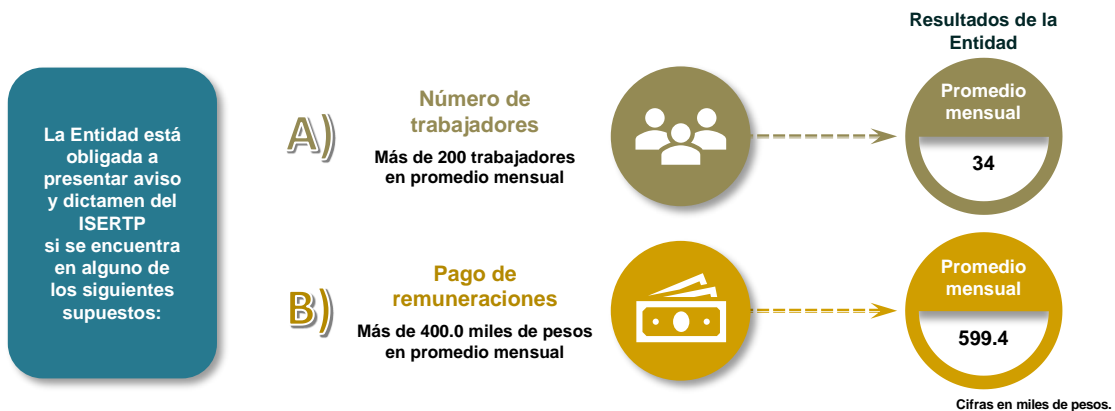 La Entidad está
obligada a
presentar aviso
y dictamen del
ISERTP
si se encuentra
en alguno de
los siguientes
supuestos:
A)
Número de
trabajadores
Más de 200 trabajadores
en promedio mensual
Resultados de la
Entidad
Promedio
mensual
34
B)
Pago de
remuneraciones
Más de 400.0 miles de pesos
en promedio mensual
Promedio
mensual
599.4
Cifras en miles de pesos.